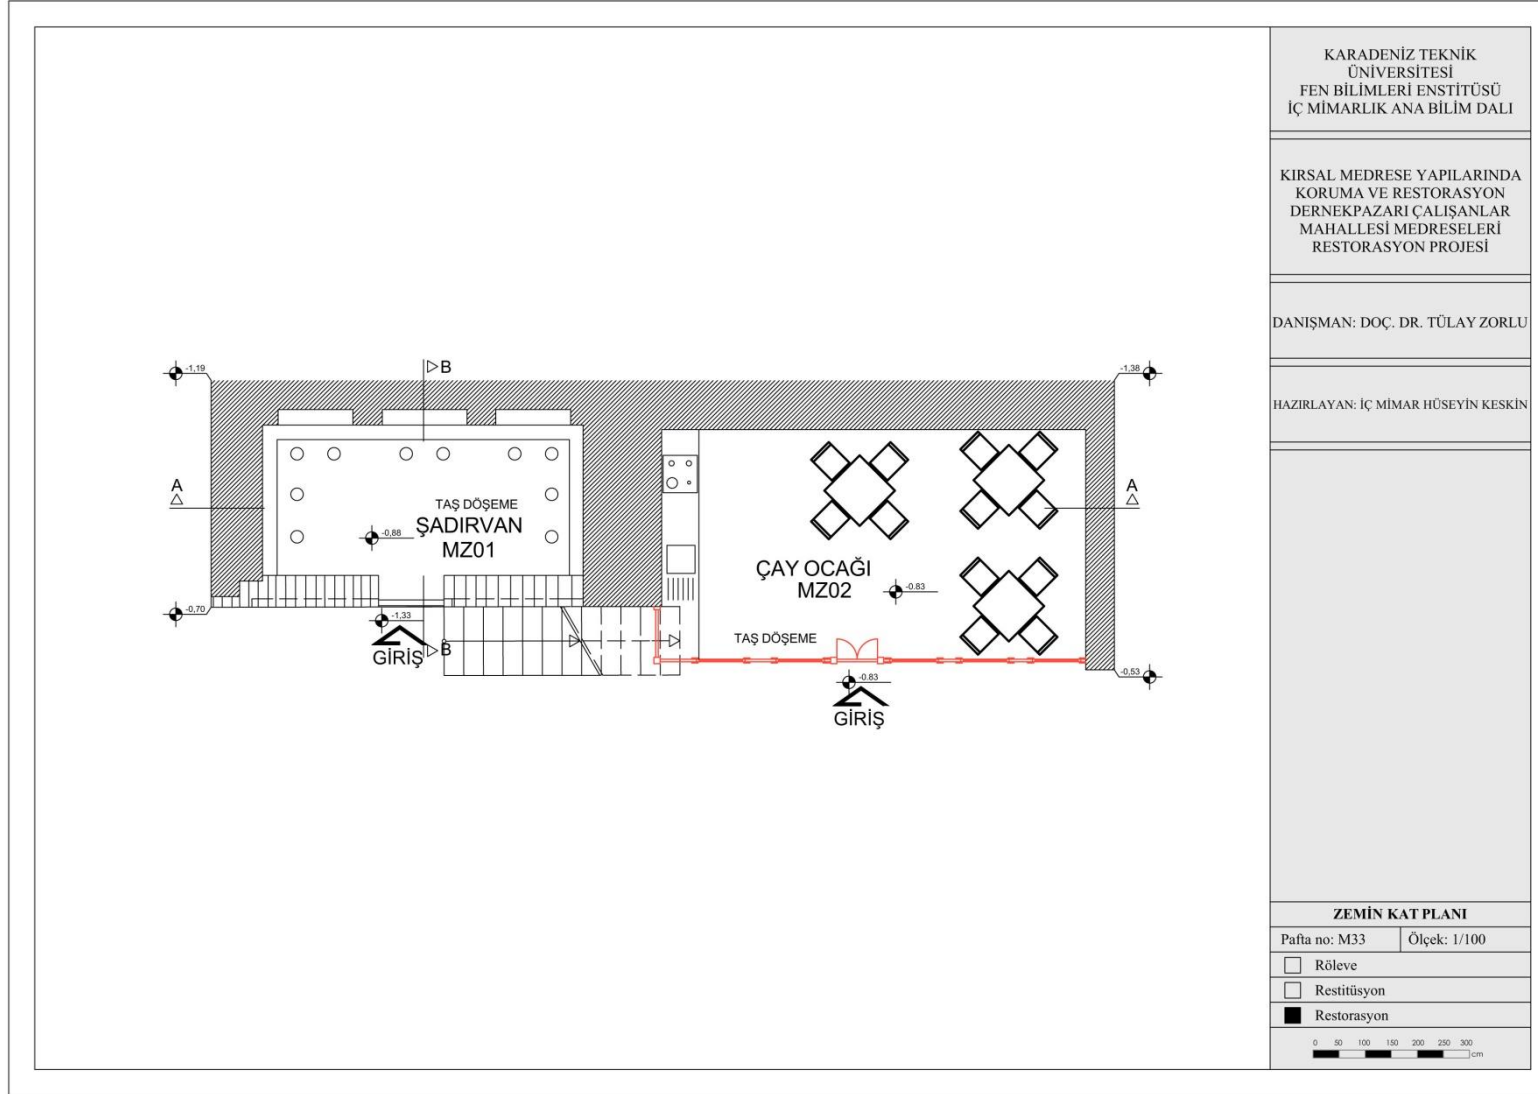 KARADENİZ TEKNİK
ÜNİVERSİTESİ
FEN BİLİMLERİ ENSTİTÜSÜ
İÇ MİMARLIK ANA BİLİM DALI
KIRSAL MEDRESE YAPILARINDA
KORUMA VE RESTORASYON
DERNEKPAZARI ÇALIŞANLAR
MAHALLESİ MEDRESELERİ
RESTORASYON PROJESİ
DANIŞMAN: DOÇ. DR. TÜLAY ZORLU
HAZIRLAYAN: İÇ MİMAR HÜSEYİN KESKİN
B
-1,19
-1,38
A
A
TAŞ DÖŞEME
ŞADIRVAN
MZ01
-0,88
ÇAY OCAĞI
MZ02
-0.83
-0,70
-1,33
B
GİRİŞ
TAŞ DÖŞEME
-0,53
-0.83
GİRİŞ
ZEMİN KAT PLANI
Pafta no: M33 Ölçek: 1/100
Röleve
Restitüsyon
Restorasyon
0 50 100 150 200 250 300
cm